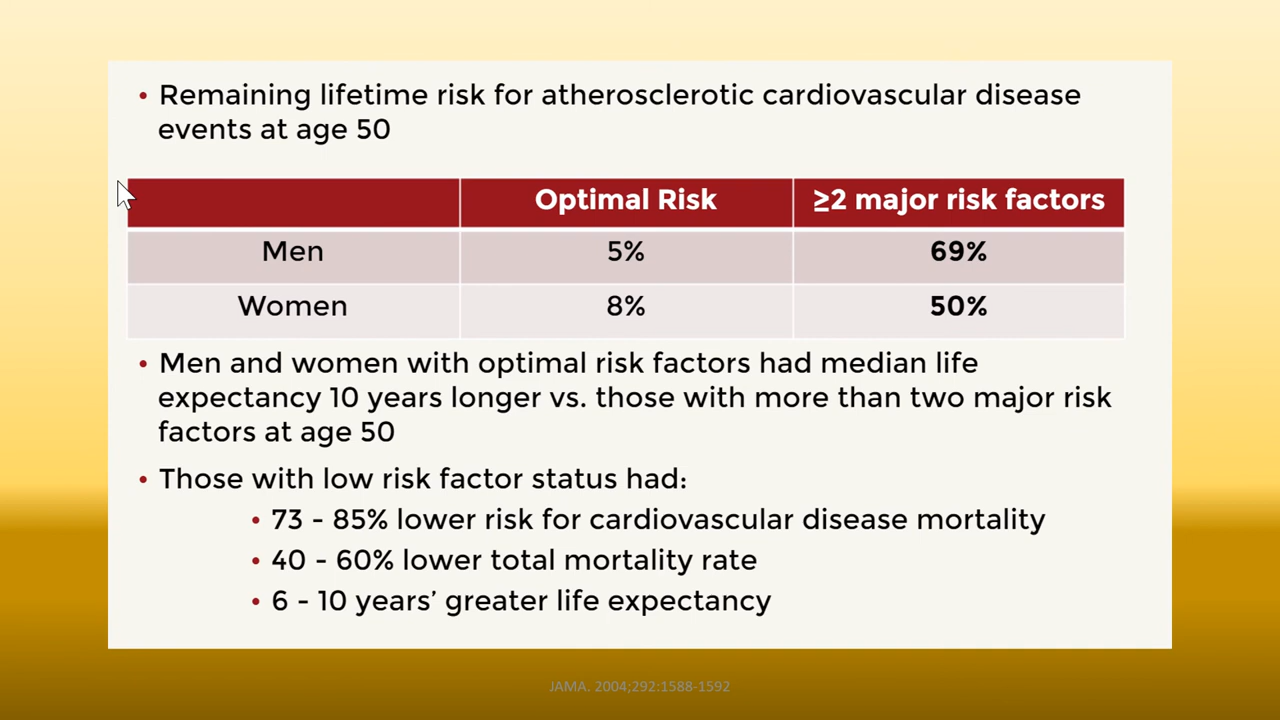 • Remaining lifetime risk for atherosclerotic cardiovascular disease
events at age 50
Optimal Risk ≥2 major risk factors
Men 5% 69%
Women 8% 50%
• Men and women with optimal risk factors had median life
expectancy 10 years longer vs. those with more than two major risk
factors at age 50
• Those with low risk factor status had:
• 73 - 85% lower risk for cardiovascular disease mortality
• 40 - 60% lower total mortality rate
• 6 - 10 years’ greater life expectancy
JAMA. 2004;292:1588-1592